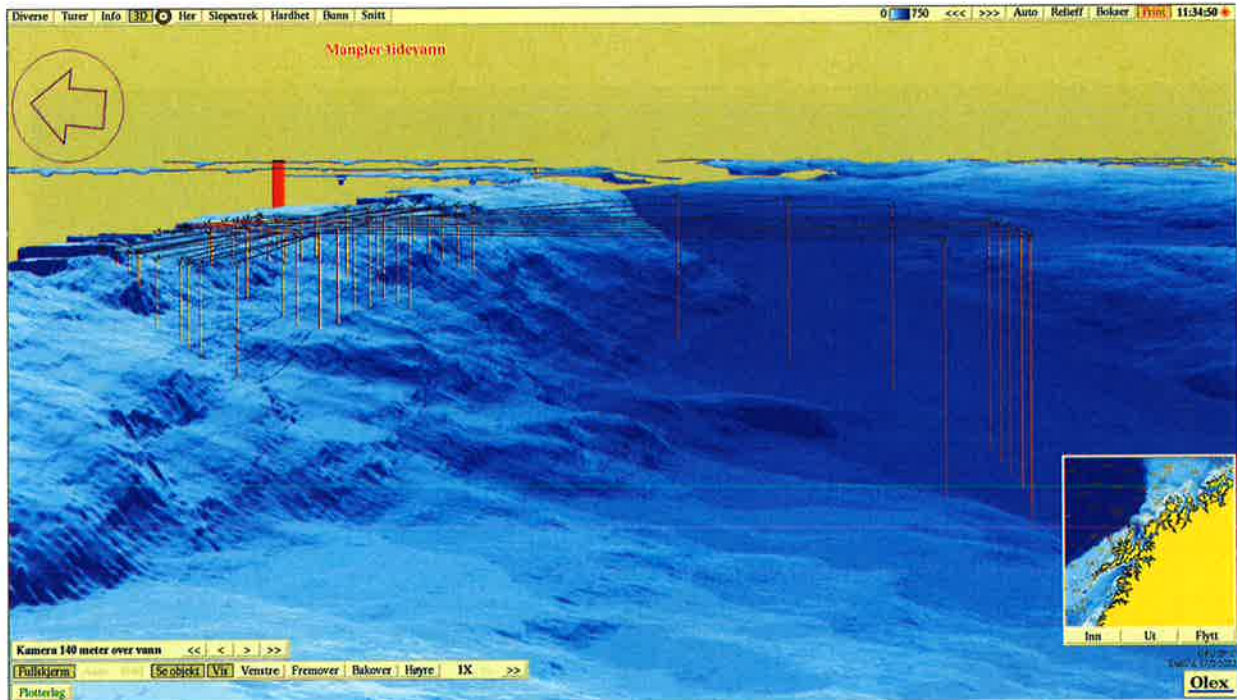 Diverse Turer Info 3D Her Slepestrek Hardhet Bunn Snitt 0 750 <<< >>> Auto Relieff Bokser Print 11:34:50
Mangler tidevann
Inn Ut Flytt
Kamera 140 meter over vann << < > >>
Fullskjerm Se objekt Vis Venstre Fremover Bakover Høyre 1X >>
Plotterlag
Olex